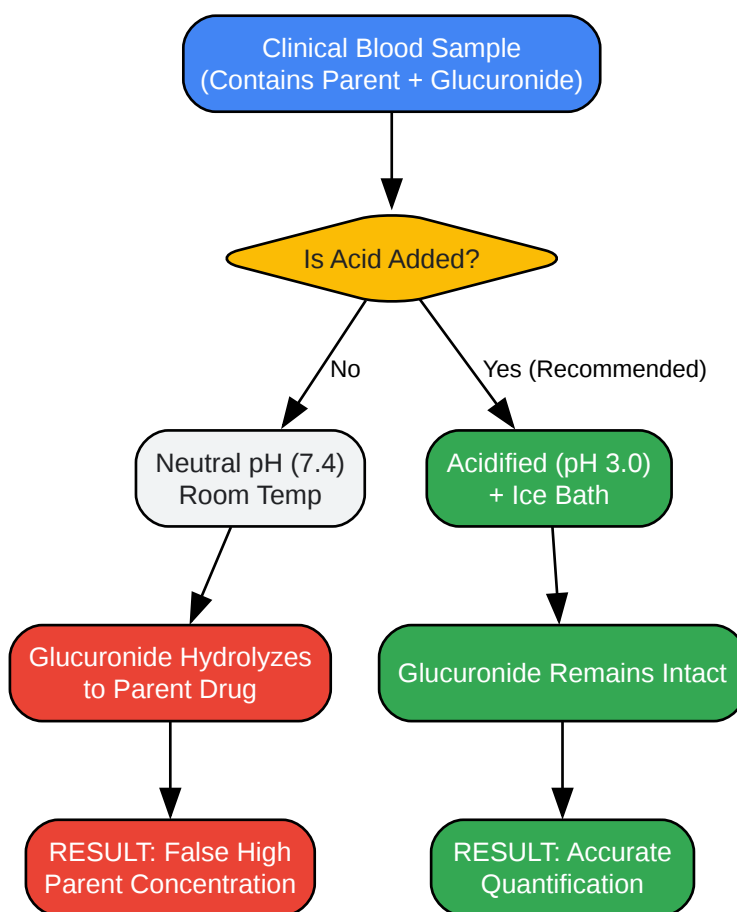 Clinical Blood Sample
(Contains Parent + Glucuronide)
Is Acid Added?
No
Yes (Recommended)
Neutral pH (7.4)
Room Temp
Acidified (pH 3.0)
+ Ice Bath
Glucuronide Hydrolyzes
to Parent Drug
Glucuronide Remains Intact
RESULT: False High
Parent Concentration
RESULT: Accurate
Quantification